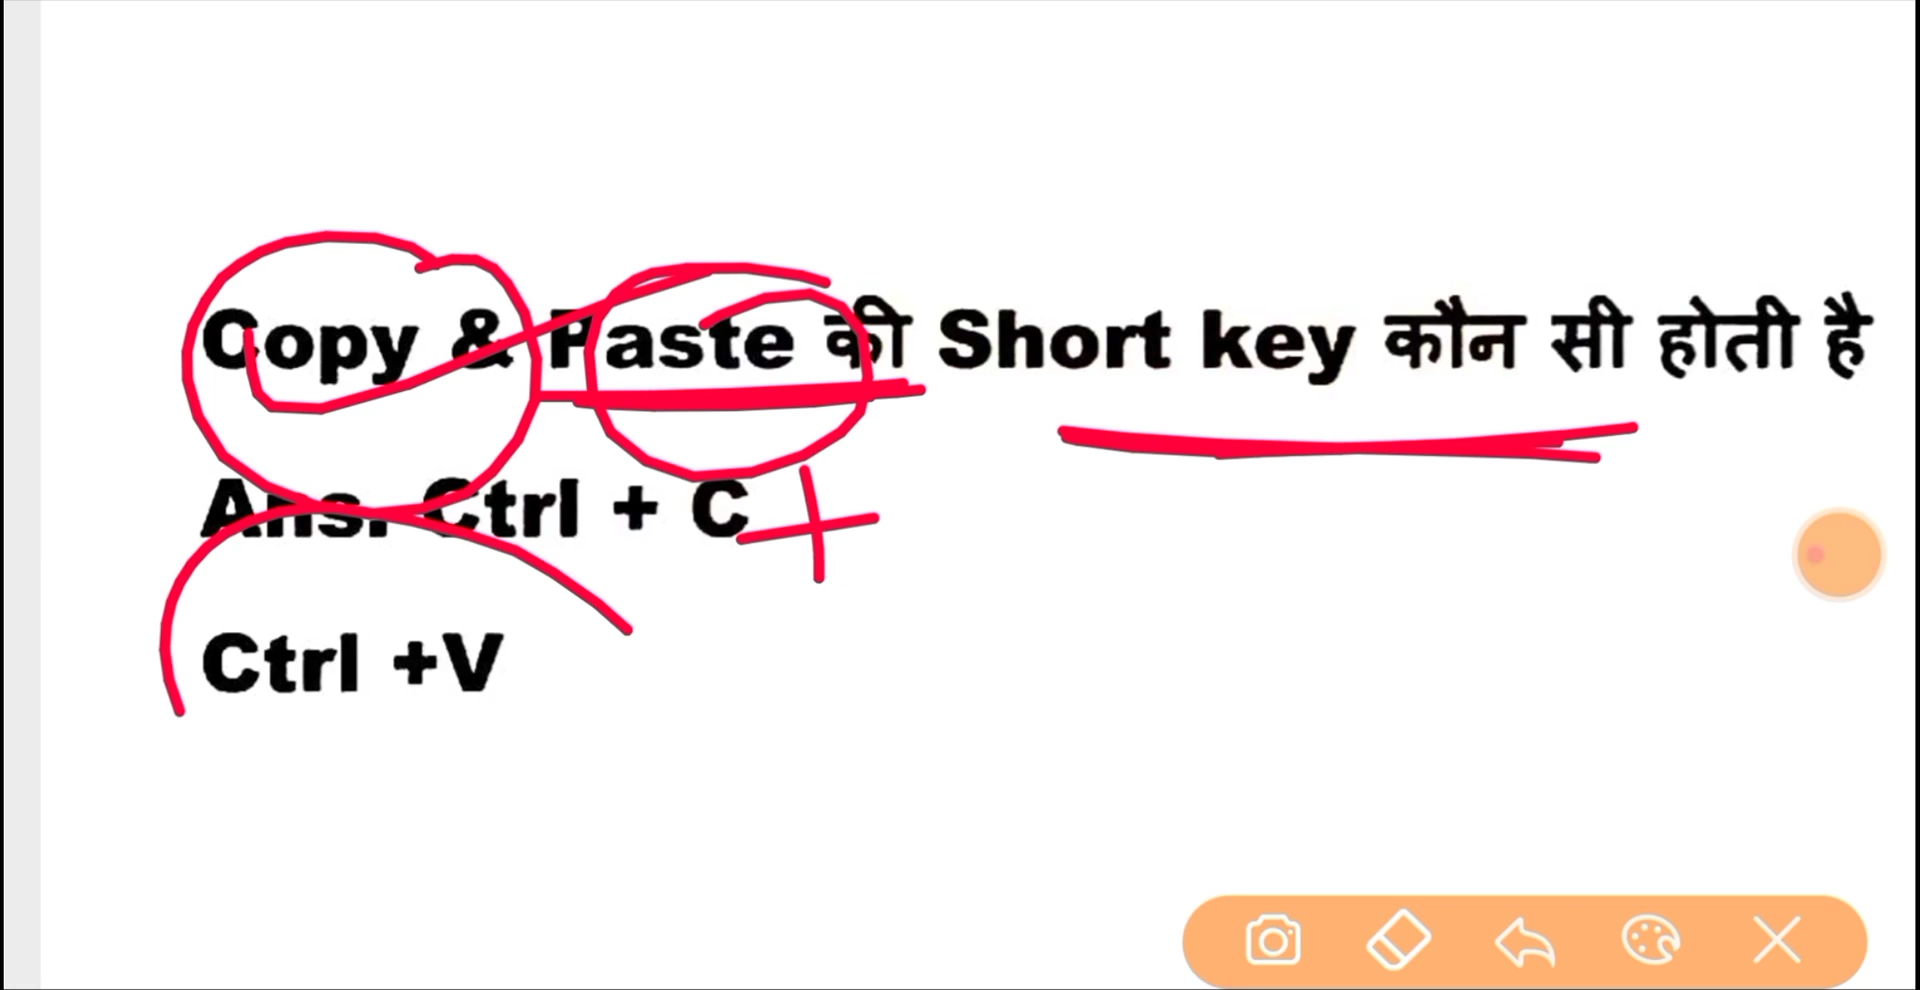 Copy & Paste की Short key कौन सी होती है
Ans. Ctrl + C
Ctrl +V